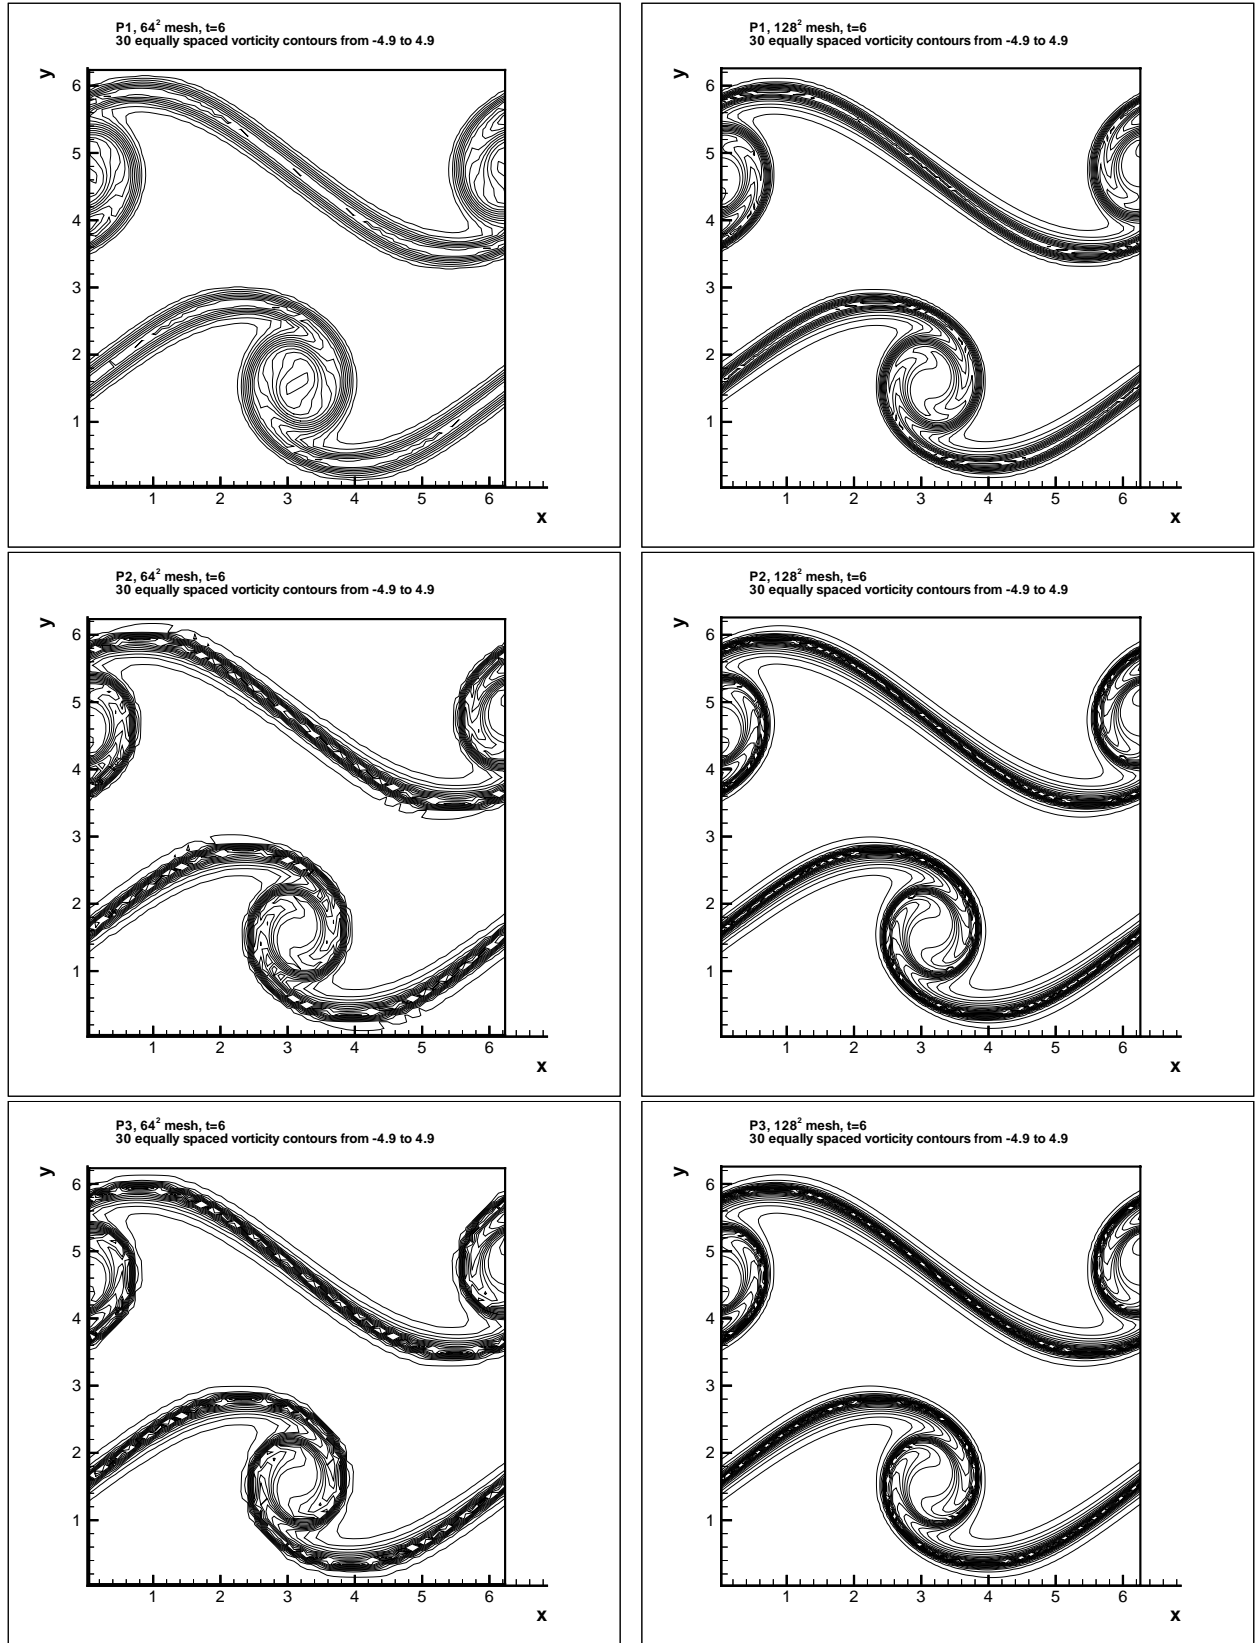 P1, 64² mesh, t=6
30 equally spaced vorticity contours from -4.9 to 4.9
y
6
5
4
3
2
1
1 2 3 4 5 6
x
P1, 128² mesh, t=6
30 equally spaced vorticity contours from -4.9 to 4.9
y
6
5
4
3
2
1
1 2 3 4 5 6
x
P2, 64² mesh, t=6
30 equally spaced vorticity contours from -4.9 to 4.9
y
6
5
4
3
2
1
1 2 3 4 5 6
x
P2, 128² mesh, t=6
30 equally spaced vorticity contours from -4.9 to 4.9
y
6
5
4
3
2
1
1 2 3 4 5 6
x
P3, 64² mesh, t=6
30 equally spaced vorticity contours from -4.9 to 4.9
y
6
5
4
3
2
1
1 2 3 4 5 6
x
P3, 128² mesh, t=6
30 equally spaced vorticity contours from -4.9 to 4.9
y
6
5
4
3
2
1
1 2 3 4 5 6
x